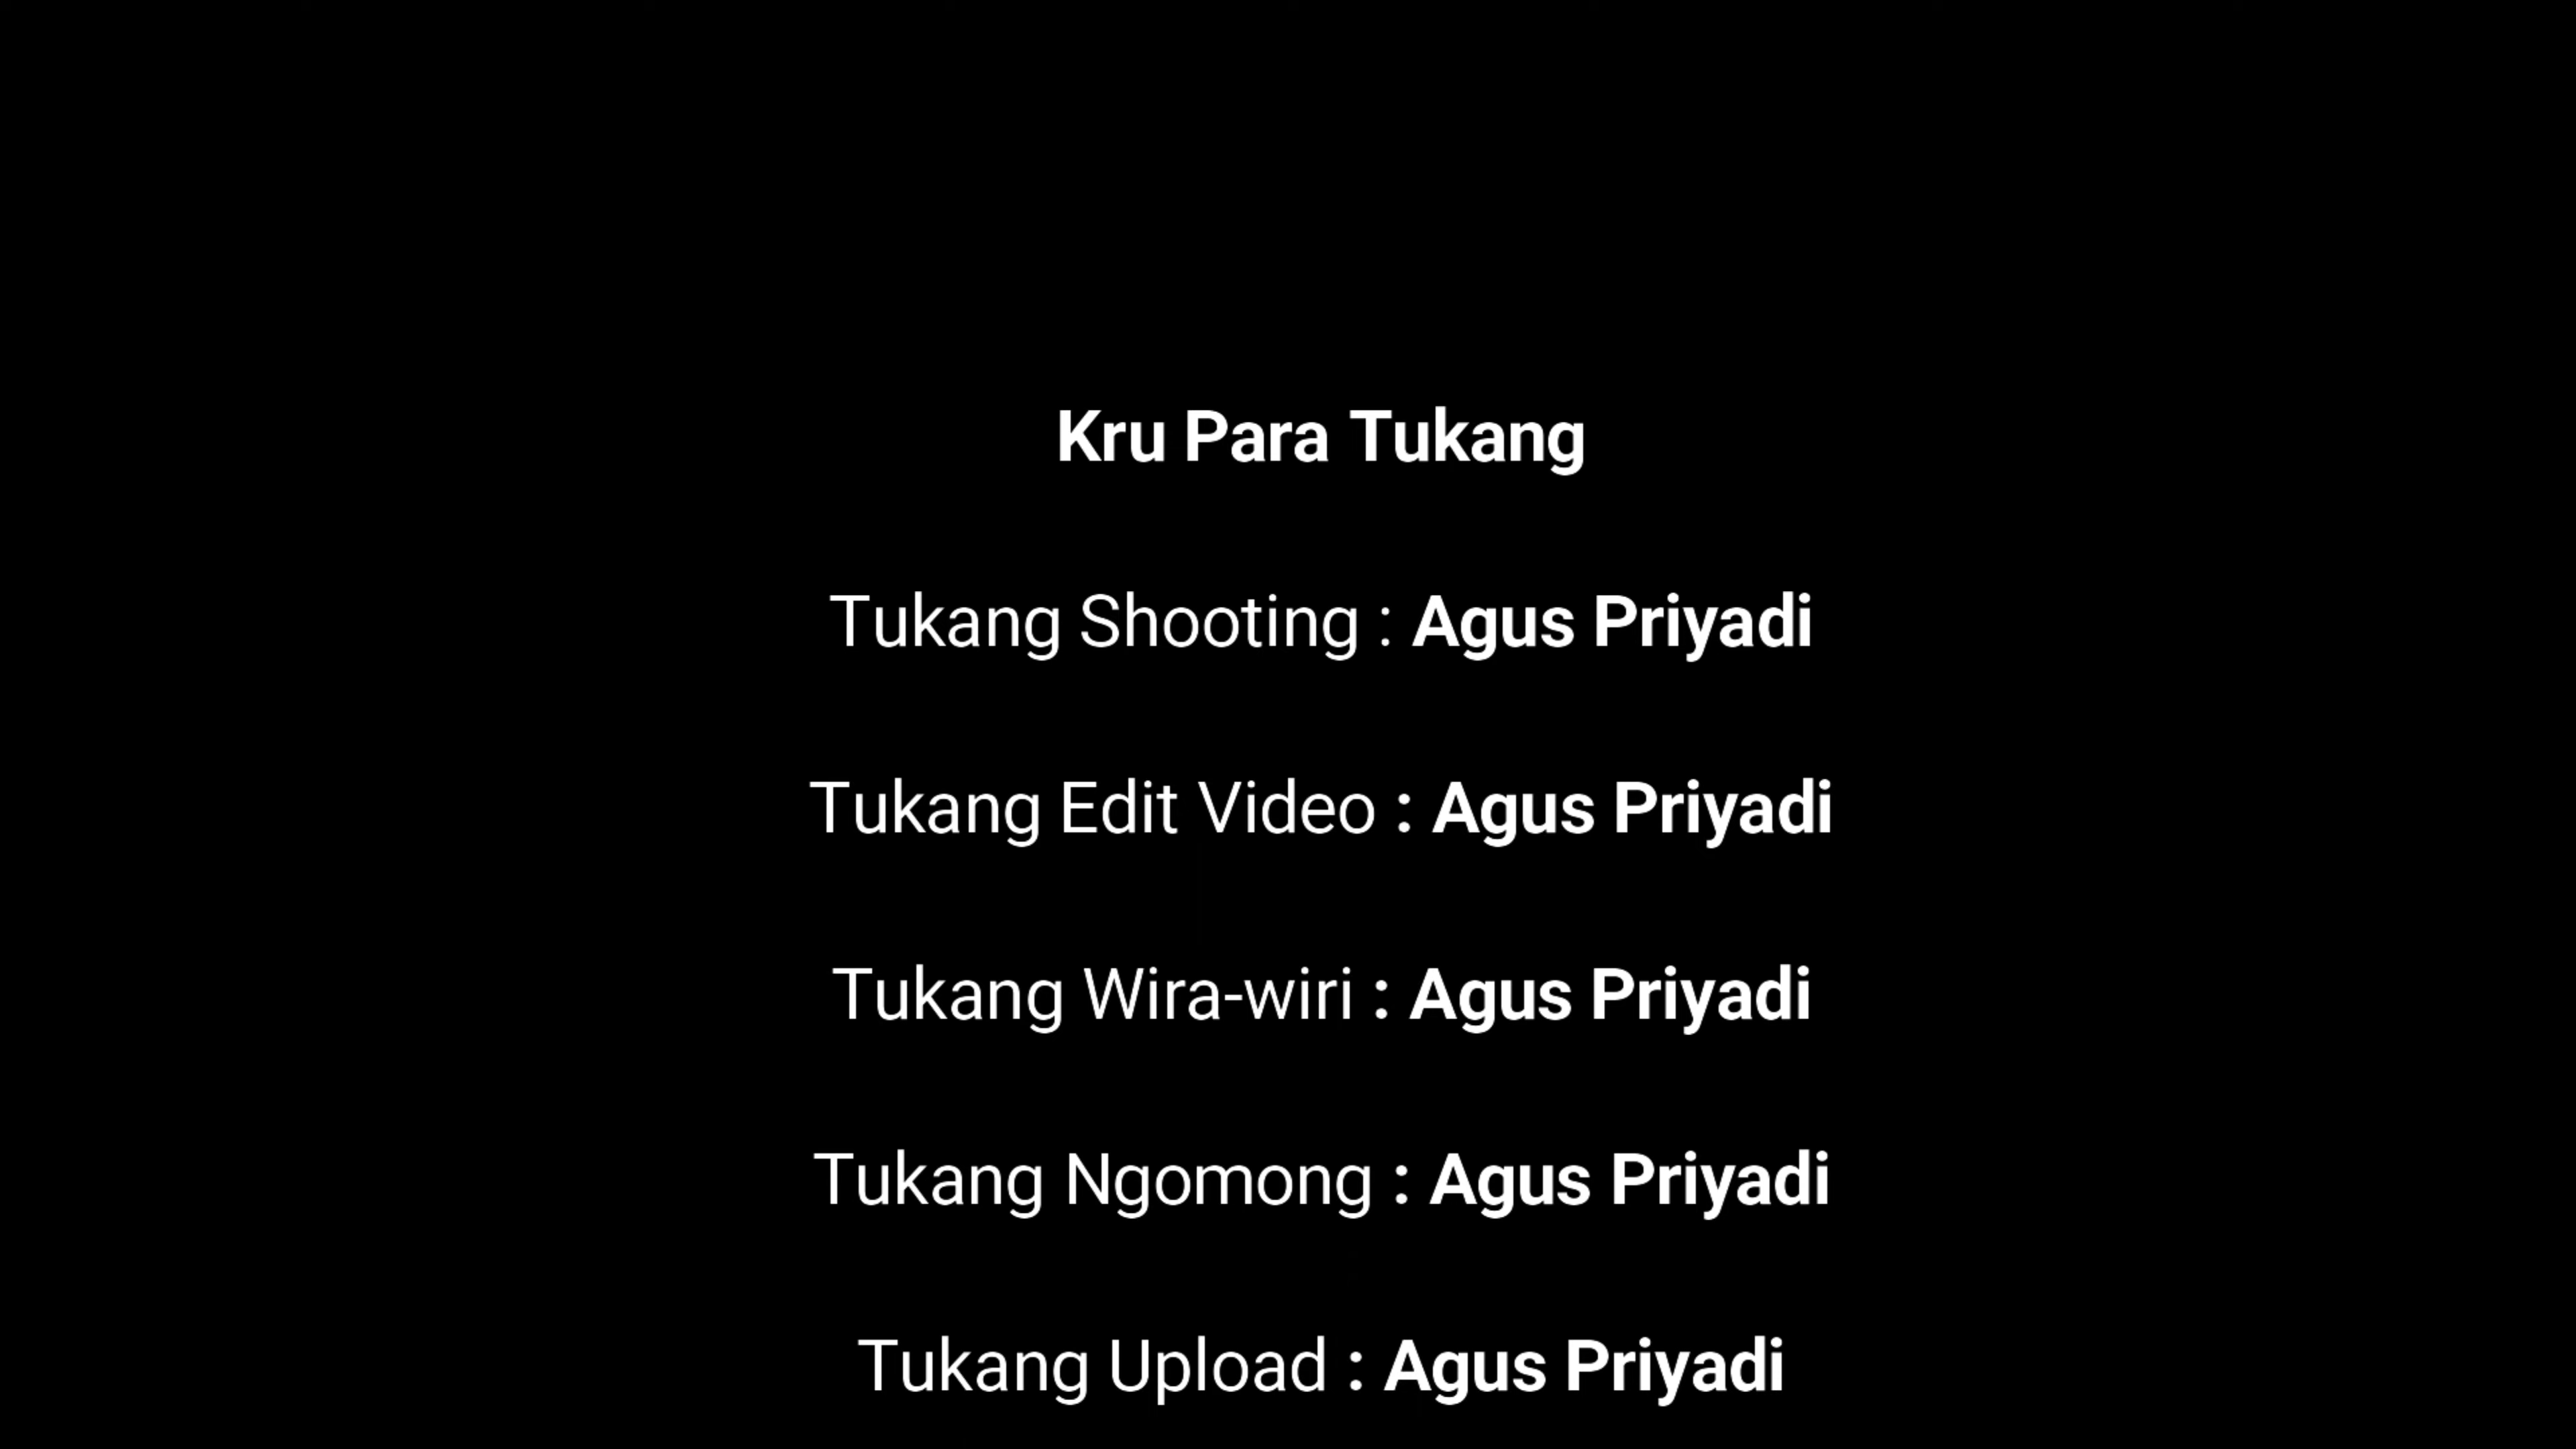 Kru Para Tukang
Tukang Shooting : Agus Priyadi
Tukang Edit Video : Agus Priyadi
Tukang Wira-wiri : Agus Priyadi
Tukang Ngomong : Agus Priyadi
Tukang Upload : Agus Priyadi